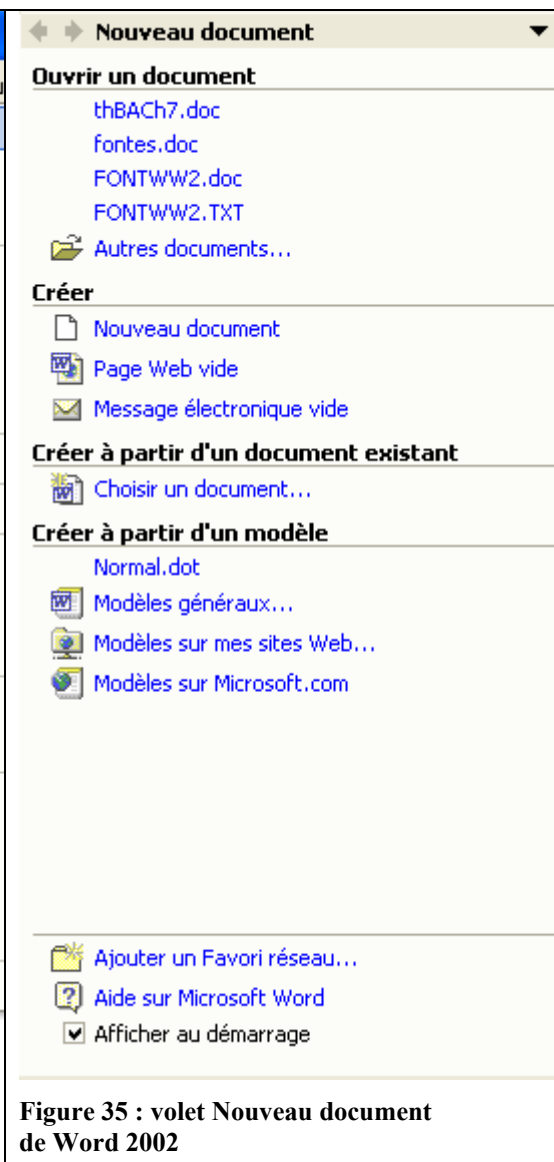 Nouveau document
Ouvrir un document
thBACh7.doc
fontes.doc
FONTWW2.doc
FONTWW2.TXT
Autres documents...
Créer
Nouveau document
Page Web vide
Message électronique vide
Créer à partir d'un document existant
Choisir un document...
Créer à partir d'un modèle
Normal.dot
Modèles généraux...
Modèles sur mes sites Web...
Modèles sur Microsoft.com
Ajouter un Favori réseau...
Aide sur Microsoft Word
Afficher au démarrage
Figure 35 : volet Nouveau document
de Word 2002